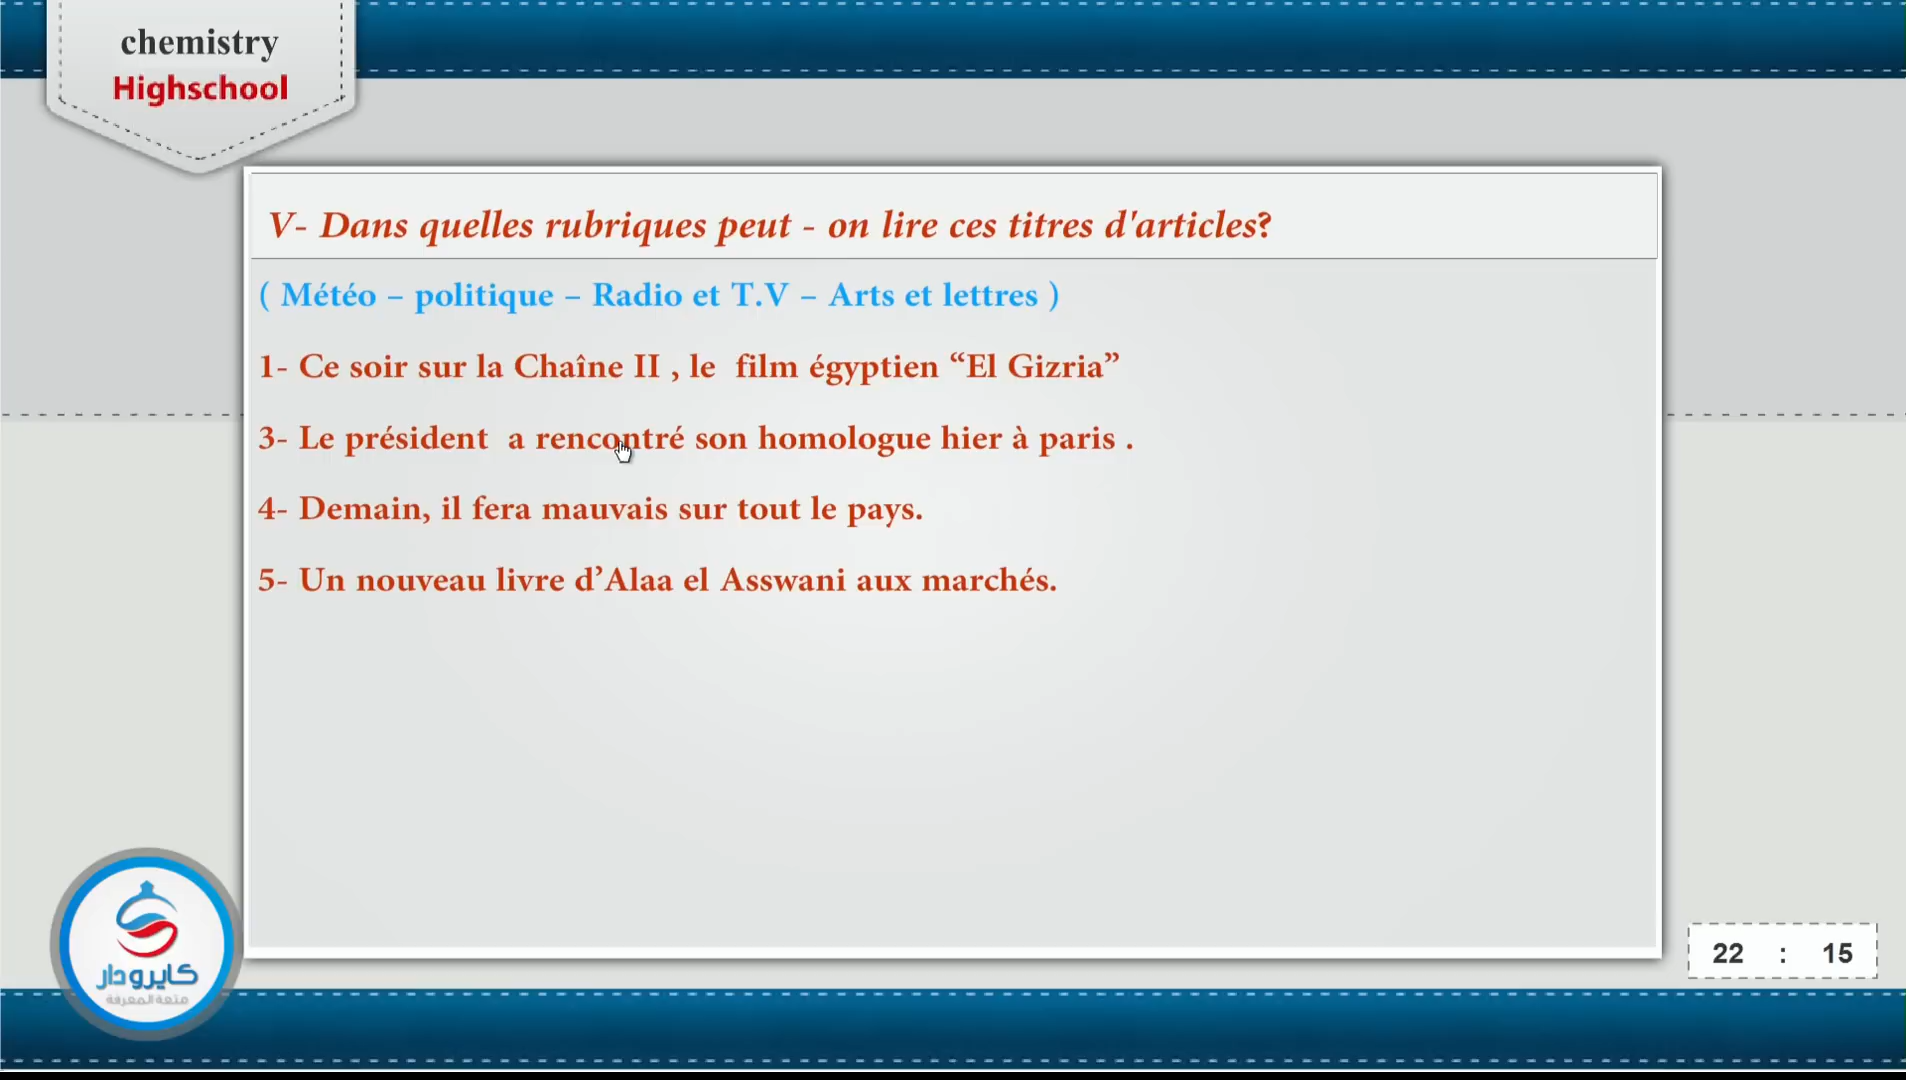 chemistry
Highschool
V- Dans quelles rubriques peut - on lire ces titres d'articles?
( Météo – politique – Radio et T.V – Arts et lettres )
1- Ce soir sur la Chaîne II , le film égyptien “El Gizria”
3- Le président a rencontré son homologue hier à paris .
4- Demain, il fera mauvais sur tout le pays.
5- Un nouveau livre d’Alaa el Asswani aux marchés.
كايرودار
متعة المعرفة
22 : 15